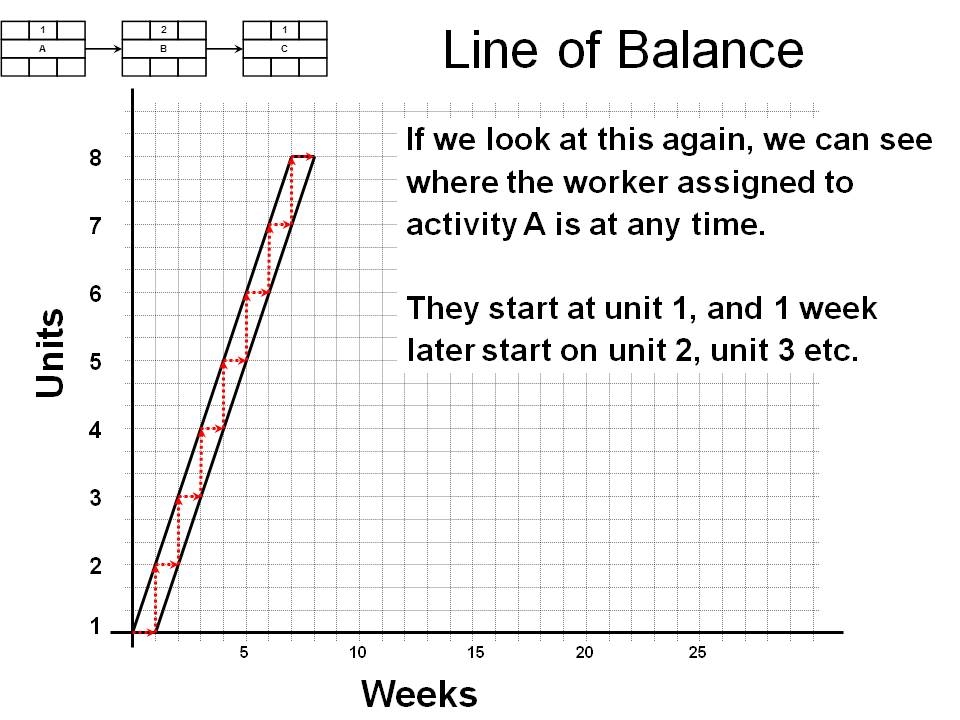 1 2 1
A B C
Line of Balance
If we look at this again, we can see
where the worker assigned to
activity A is at any time.
They start at unit 1, and 1 week
later start on unit 2, unit 3 etc.
Units
8
7
6
5
4
3
2
1
5 10 15 20 25
Weeks